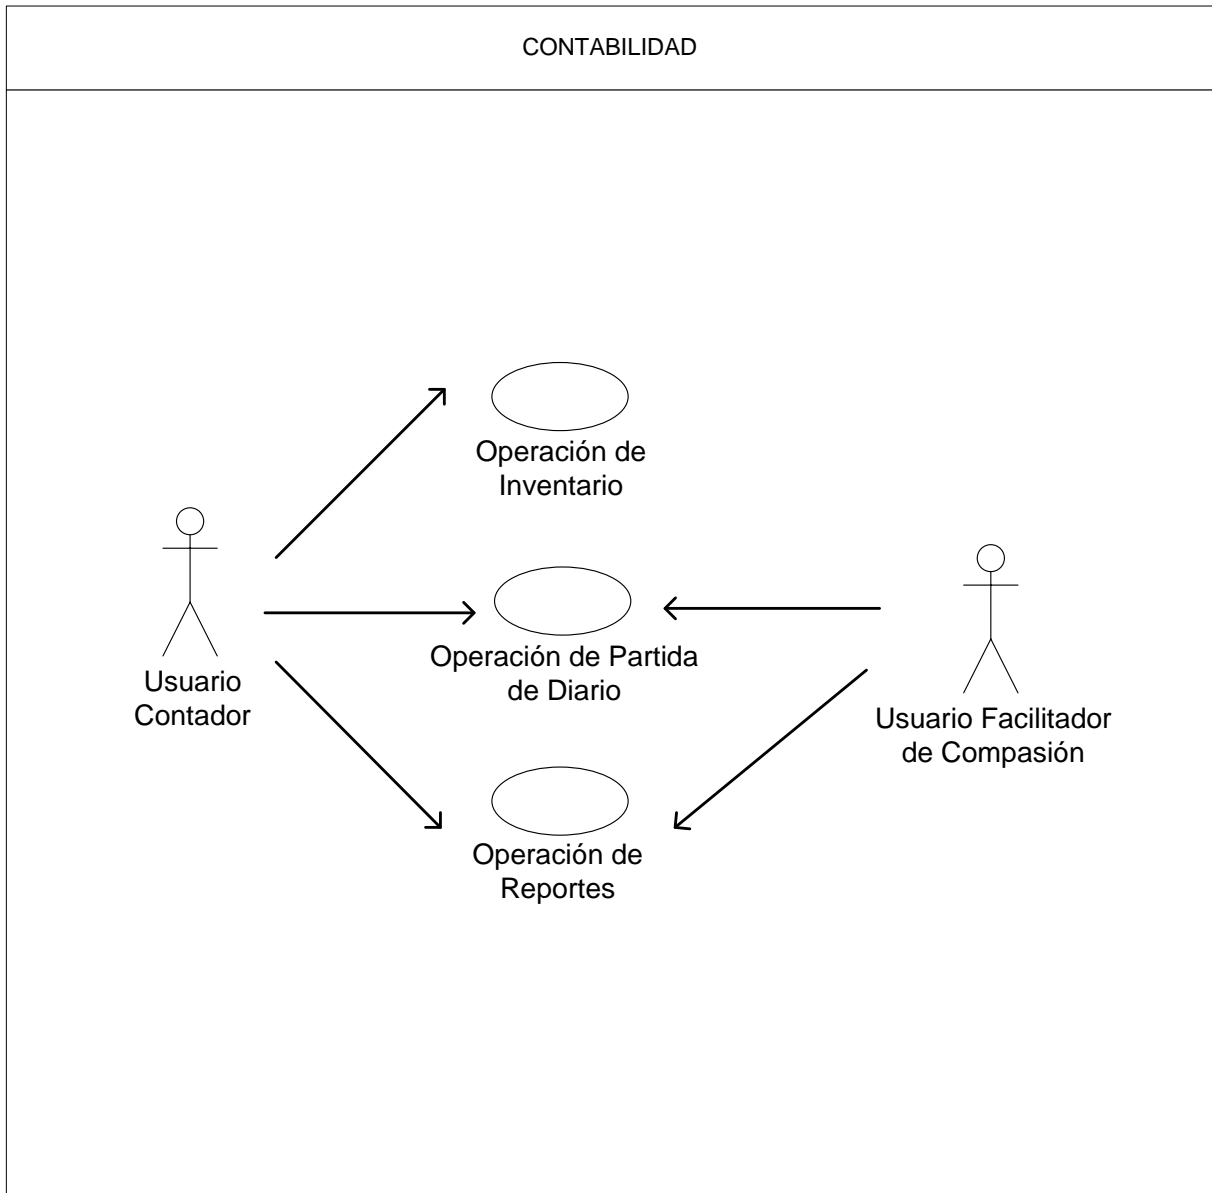 CONTABILIDAD
Operación de
Inventario
Usuario
Contador
Operación de Partida
de Diario
Usuario Facilitador
de Compasión
Operación de
Reportes